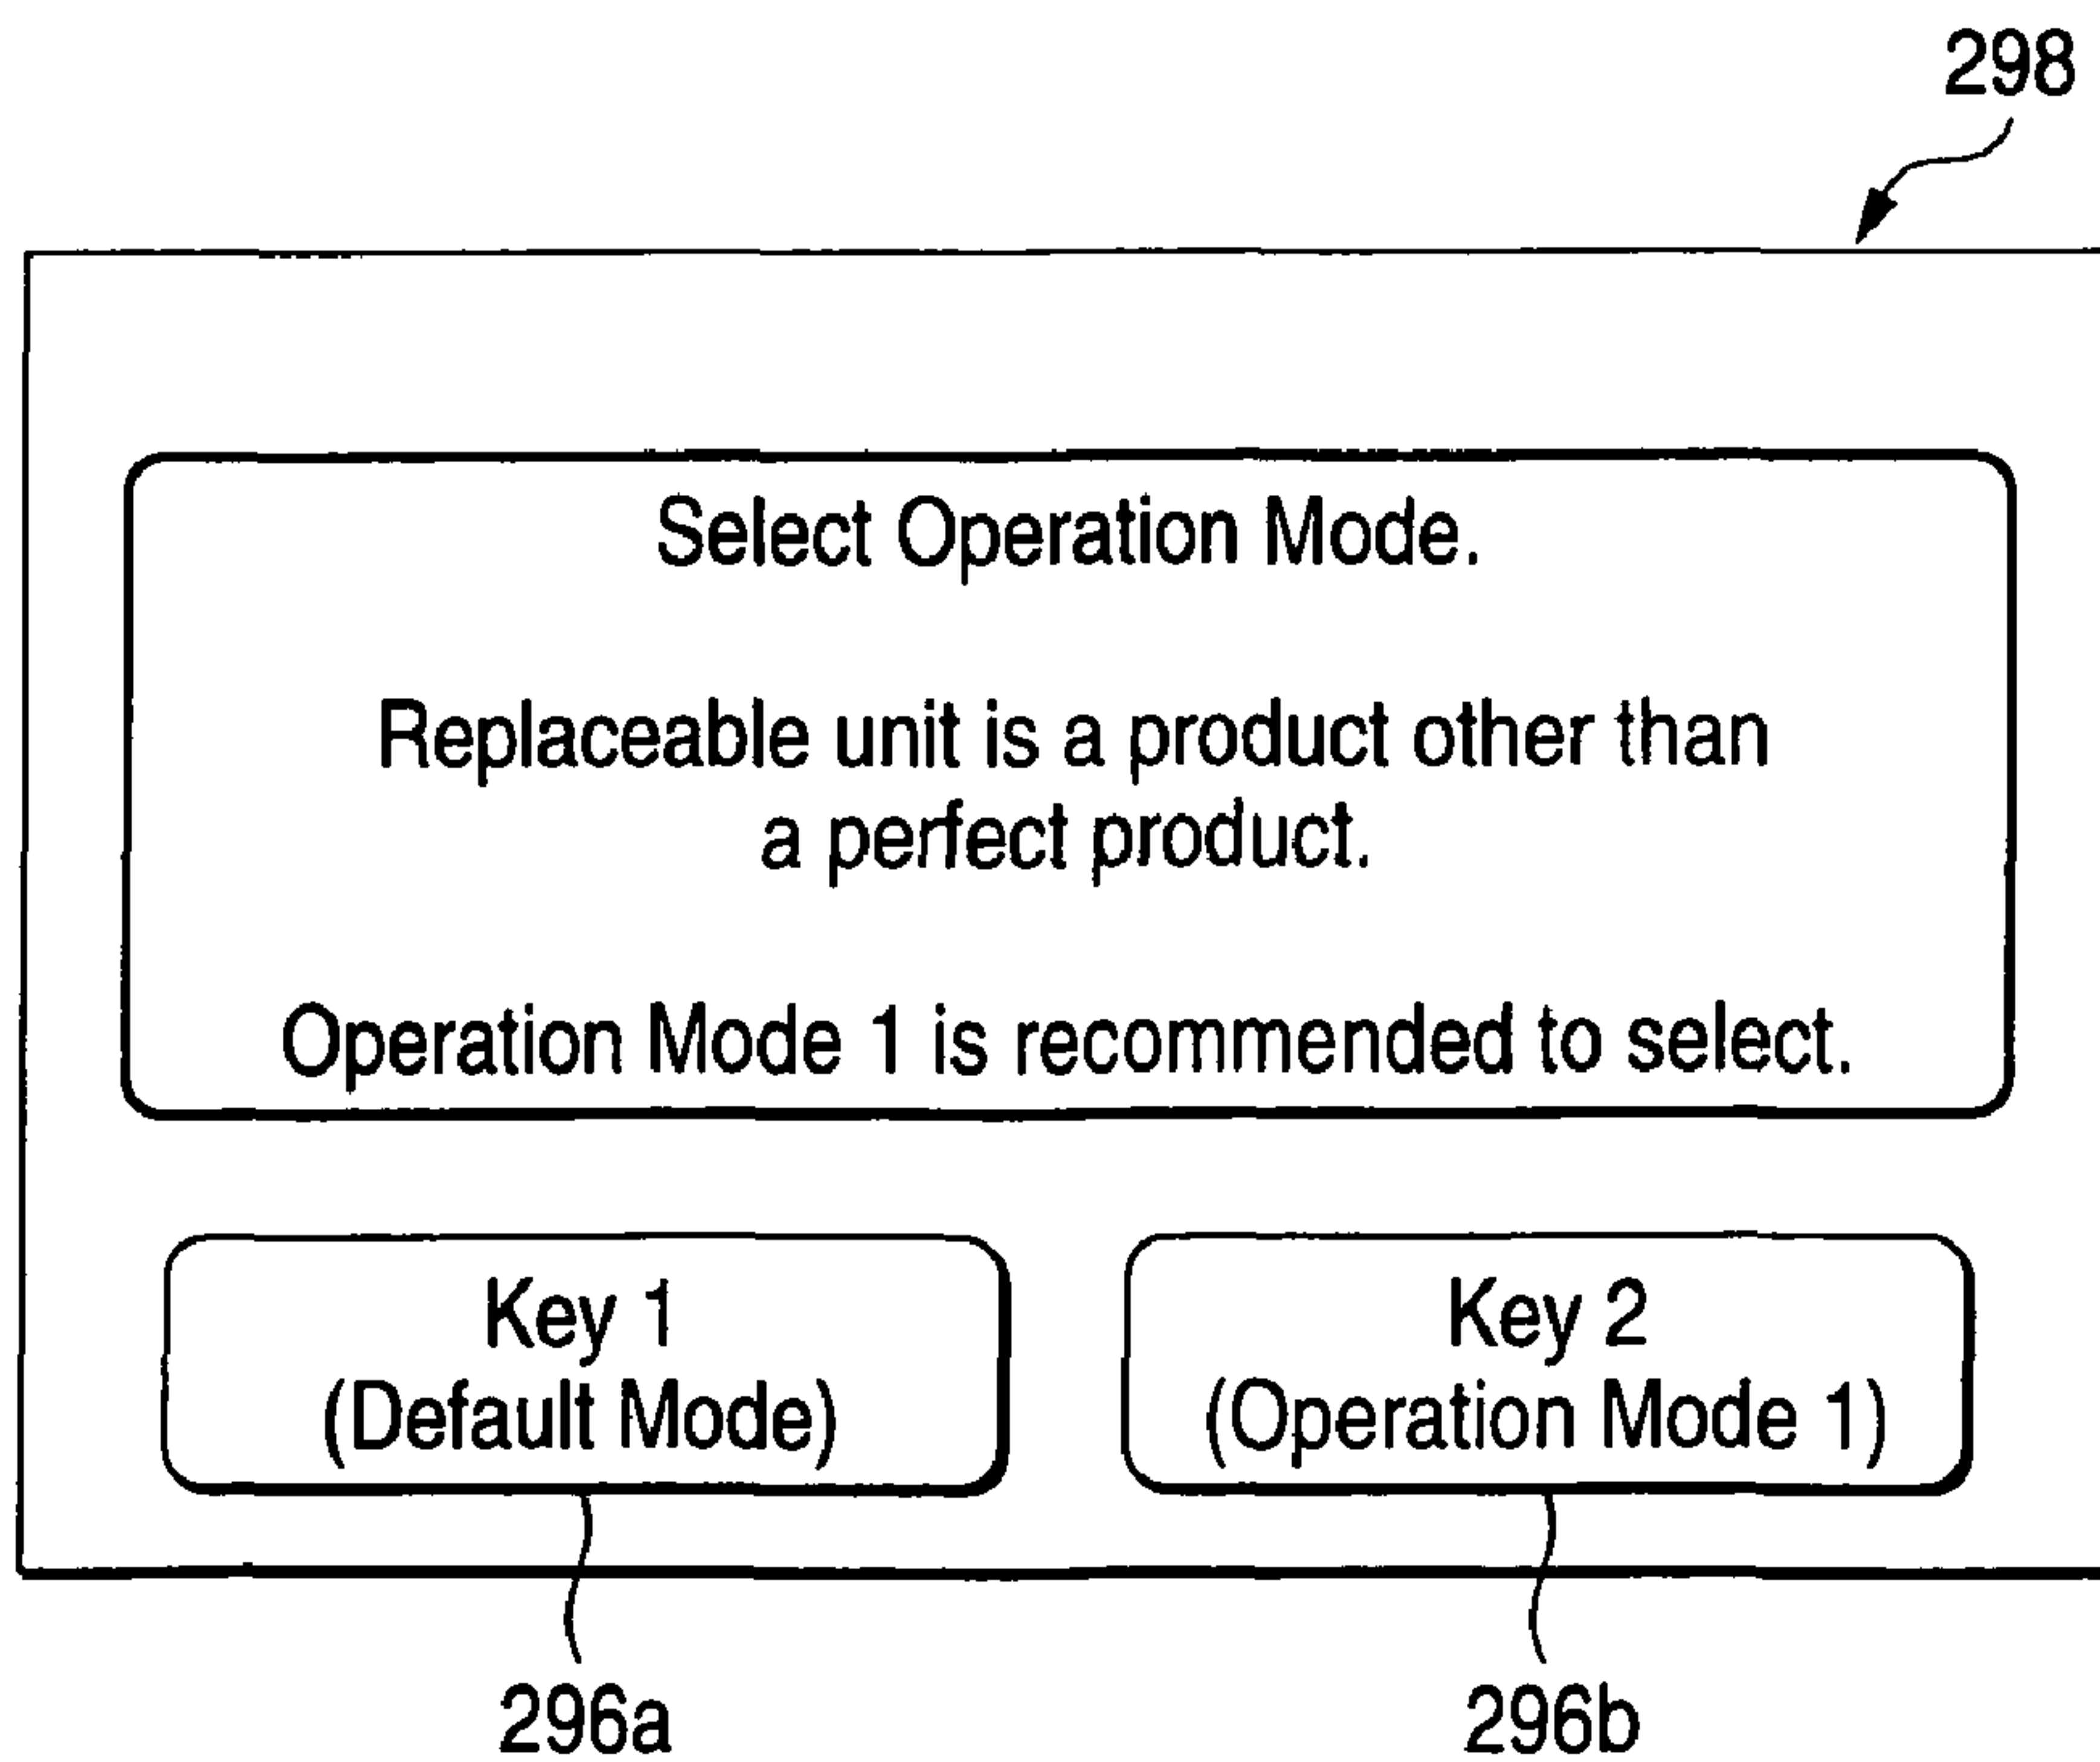 298
Select Operation Mode.
Replaceable unit is a product other than
a perfect product.
Operation Mode 1 is recommended to select.
Key 1
(Default Mode)
Key 2
(Operation Mode 1)
296a
296b